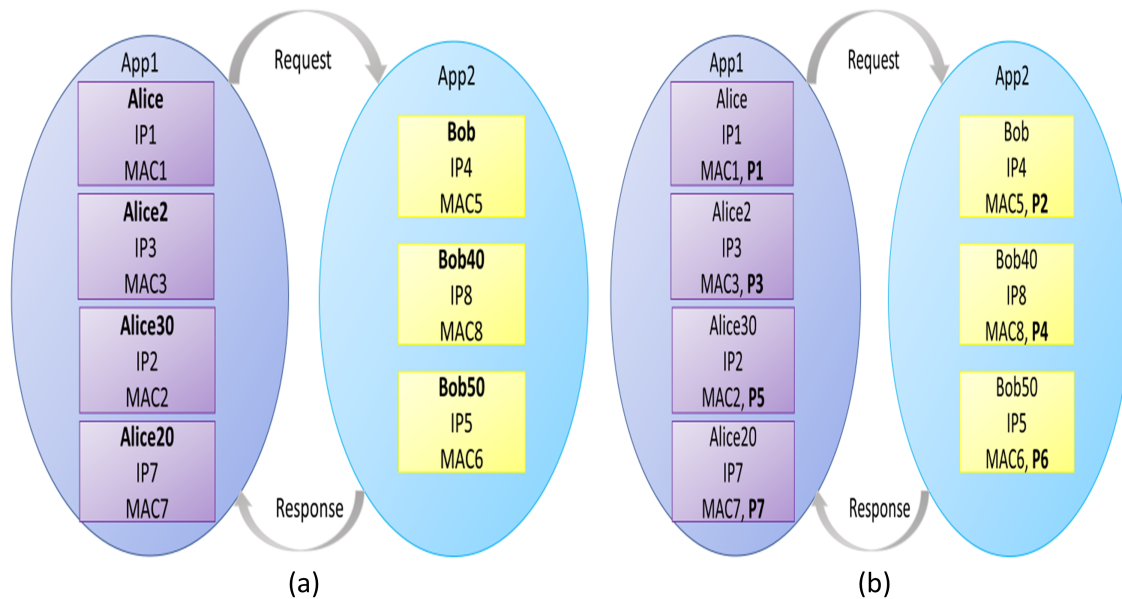 App1
Request
App2
Alice
IP1
MAC1
Alice2
IP3
MAC3
Alice30
IP2
MAC2
Alice20
IP7
MAC7
Bob
IP4
MAC5
Bob40
IP8
MAC8
Bob50
IP5
MAC6
Response
(a)
App1
Request
App2
Alice
IP1
MAC1, P1
Alice2
IP3
MAC3, P3
Alice30
IP2
MAC2, P5
Alice20
IP7
MAC7, P7
Bob
IP4
MAC5, P2
Bob40
IP8
MAC8, P4
Bob50
IP5
MAC6, P6
Response
(b)